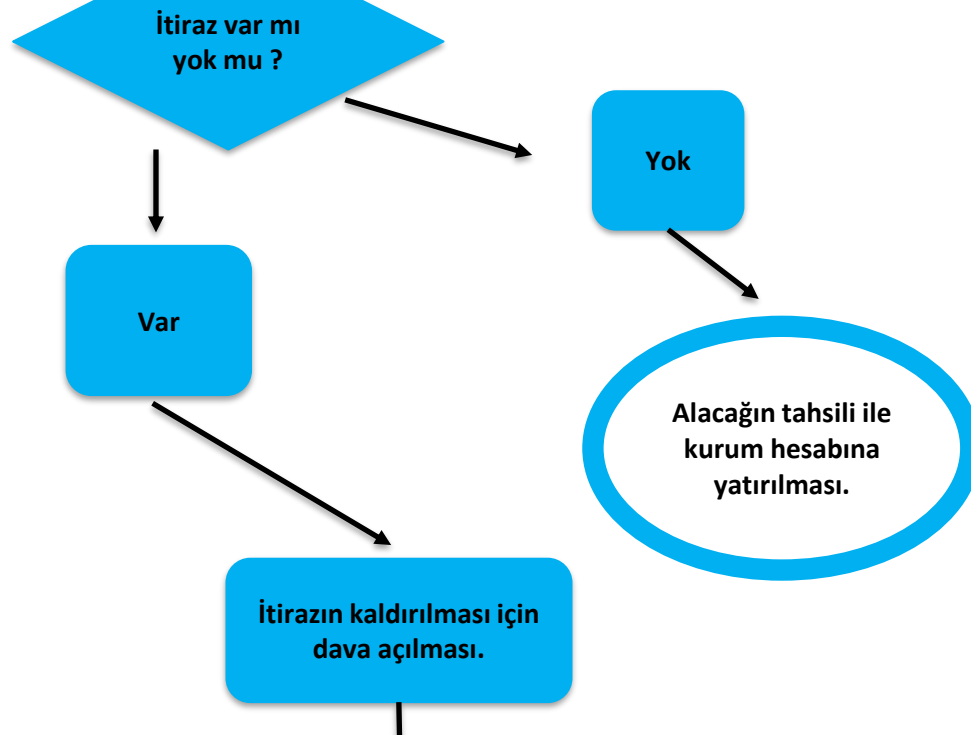 İtiraz var mı
yok mu ?
Yok
Var
Alacağın tahsili ile
kurum hesabına
yatırılması.
İtirazın kaldırılması için
dava açılması.